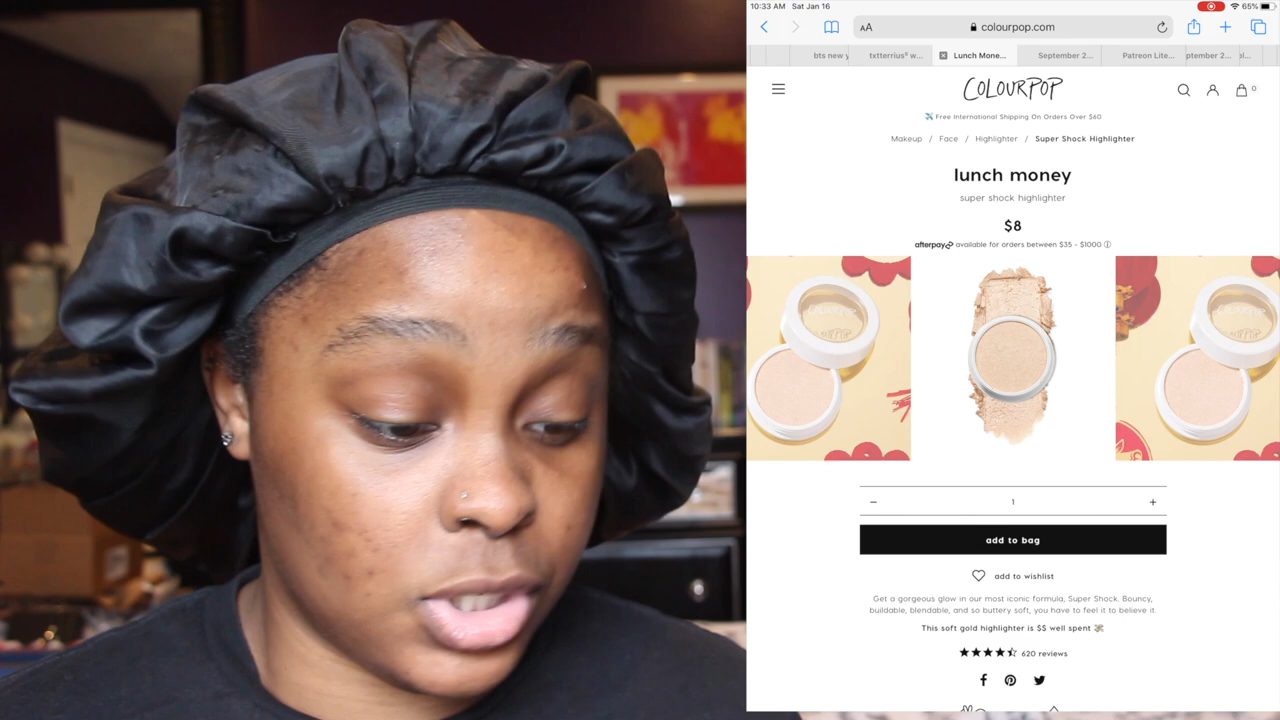 10:33 AM Sat Jan 16
65%
AA colourpop.com
bts new y
txtterrius³ w...
Lunch Mone...
September 2...
Patreon Lite...
ptember 2...
COLOURPOP
0
Free International Shipping On Orders Over $60
Makeup / Face / Highlighter / Super Shock Highlighter
lunch money
super shock highlighter
$8
afterpay available for orders between $35 - $1000
− 1 +
add to bag
add to wishlist
Get a gorgeous glow in our most iconic formula, Super Shock. Bouncy,
buildable, blendable, and so buttery soft, you have to feel it to believe it.
This soft gold highlighter is $$ well spent 💸
620 reviews